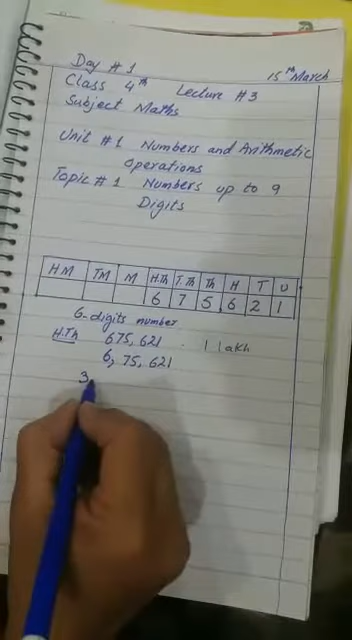 Day # 1 15th March
Class 4th Lecture # 3
Subject Maths
Unit # 1 Numbers and Arithmetic
Operations
Topic # 1 Numbers up to 9
Digits
HM TM M H.Th T.Th Th H T U
6 7 5 6 2 1
6-digits number
H.Th 675,621 1 lakh
6, 75, 621
3